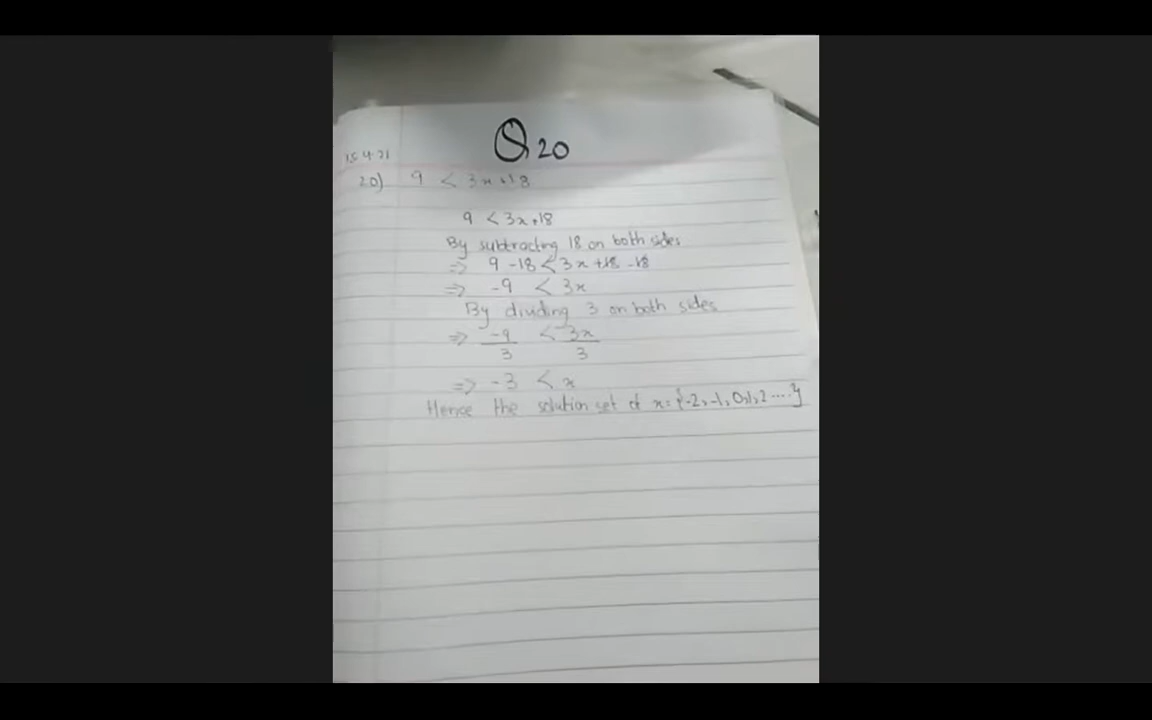 Q 20
15.4.21
20) 9 < 3x+18
9 < 3x+18
By subtracting 18 on both sides
=> 9 -18 < 3x +18 -18
=> -9 < 3x
By dividing 3 on both sides
=> -9/3 < 3x/3
=> -3 < x
Hence the solution set of x = {-2, -1, 0, 1, 2 ....}